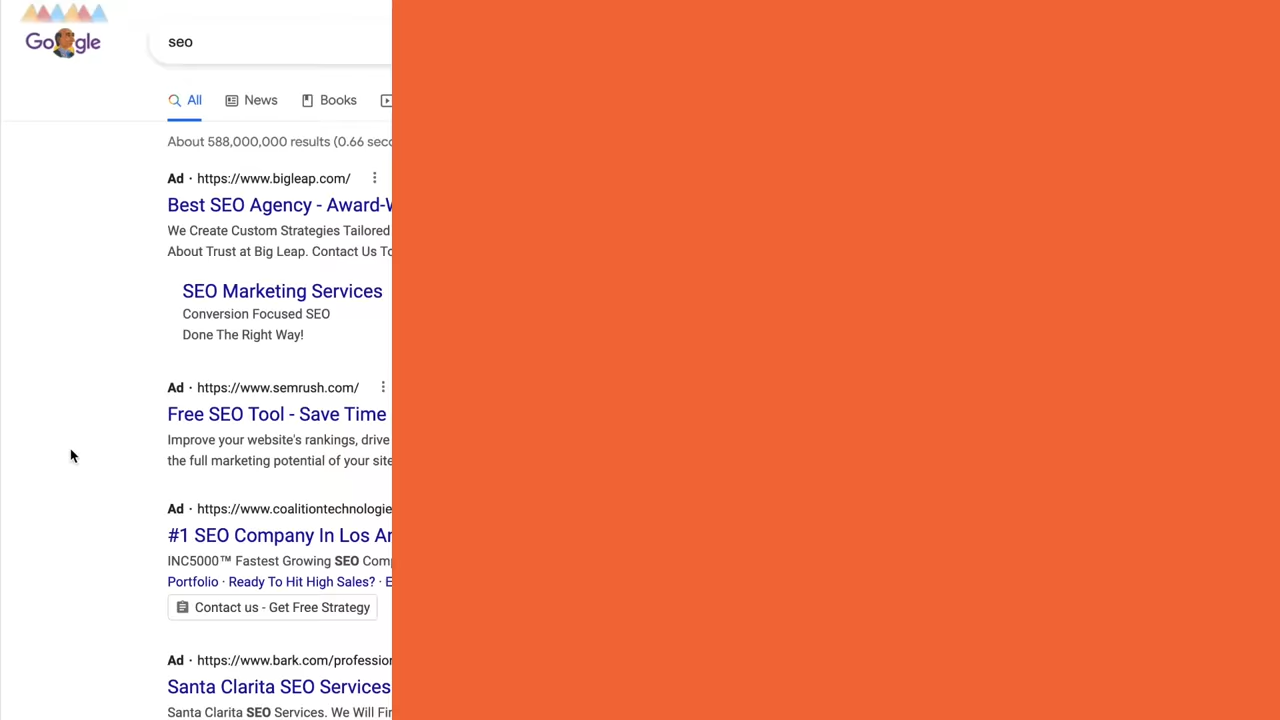 Google
seo
All
News
Books
About 588,000,000 results (0.66 sec
Ad · https://www.bigleap.com/
Best SEO Agency - Award-
We Create Custom Strategies Tailored
About Trust at Big Leap. Contact Us To
SEO Marketing Services
Conversion Focused SEO
Done The Right Way!
Ad · https://www.semrush.com/
Free SEO Tool - Save Time
Improve your website's rankings, drive
the full marketing potential of your site
Ad · https://www.coalitiontechnologie
#1 SEO Company In Los An
INC5000™ Fastest Growing SEO Com
Portfolio · Ready To Hit High Sales? · E
Contact us - Get Free Strategy
Ad · https://www.bark.com/profession
Santa Clarita SEO Services
Santa Clarita SEO Services. We Will Fin